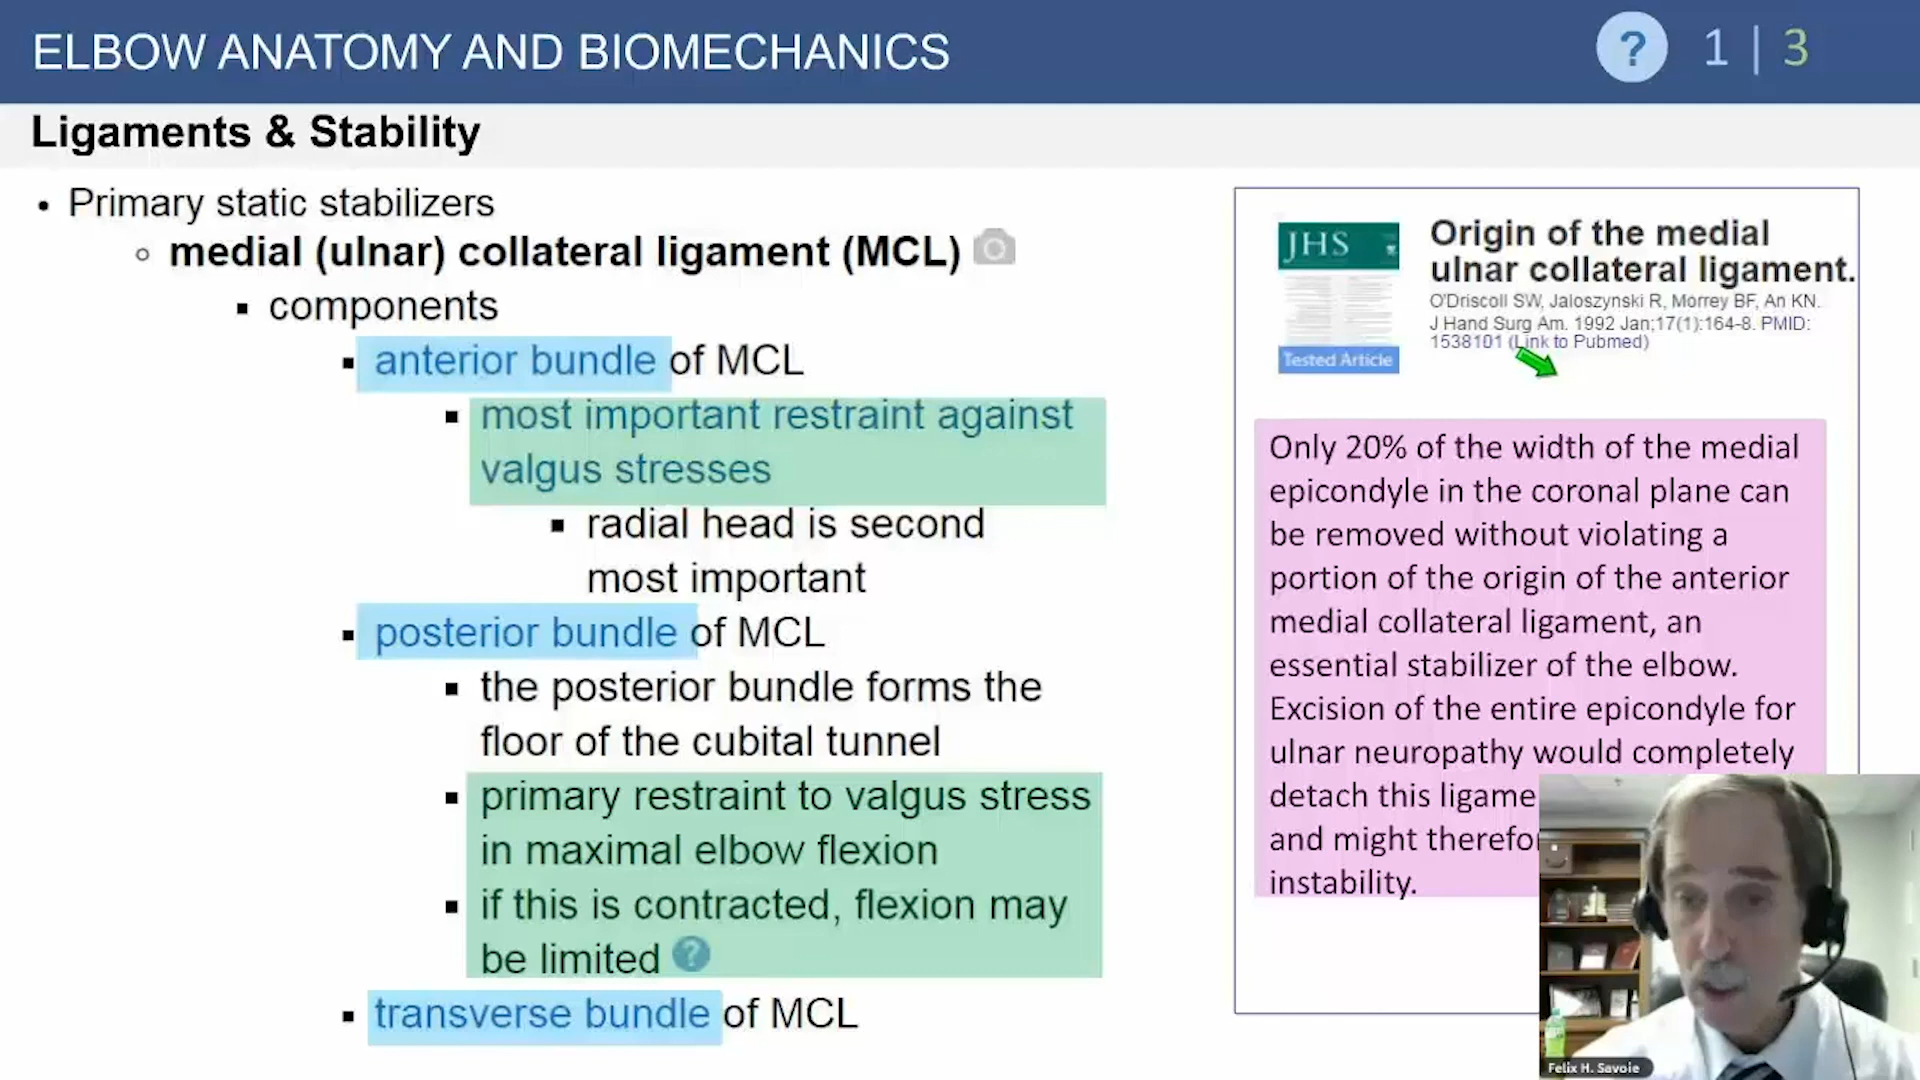 ELBOW ANATOMY AND BIOMECHANICS
? 1 | 3
Ligaments & Stability
• Primary static stabilizers
○ medial (ulnar) collateral ligament (MCL)
▪ components
▪ anterior bundle of MCL
▪ most important restraint against
valgus stresses
▪ radial head is second
most important
▪ posterior bundle of MCL
▪ the posterior bundle forms the
floor of the cubital tunnel
▪ primary restraint to valgus stress
in maximal elbow flexion
▪ if this is contracted, flexion may
be limited ?
▪ transverse bundle of MCL
JHS
Tested Article
Origin of the medial
ulnar collateral ligament.
O'Driscoll SW, Jaloszynski R, Morrey BF, An KN.
J Hand Surg Am. 1992 Jan;17(1):164-8. PMID:
1538101 (Link to Pubmed)
Only 20% of the width of the medial
epicondyle in the coronal plane can
be removed without violating a
portion of the origin of the anterior
medial collateral ligament, an
essential stabilizer of the elbow.
Excision of the entire epicondyle for
ulnar neuropathy would completely
detach this ligame
and might therefo
instability.
Felix H. Savoie